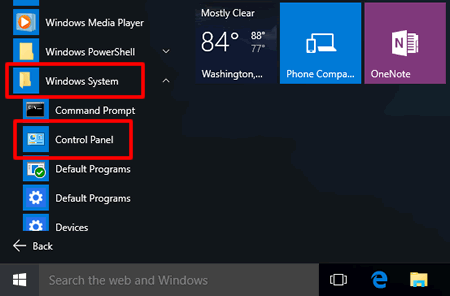 Windows Media Player
Windows PowerShell
Windows System
Command Prompt
Control Panel
Default Programs
Default Programs
Devices
Back
Mostly Clear
84° 88°
77°
Washington,...
Phone Compa...
OneNote
Search the web and Windows